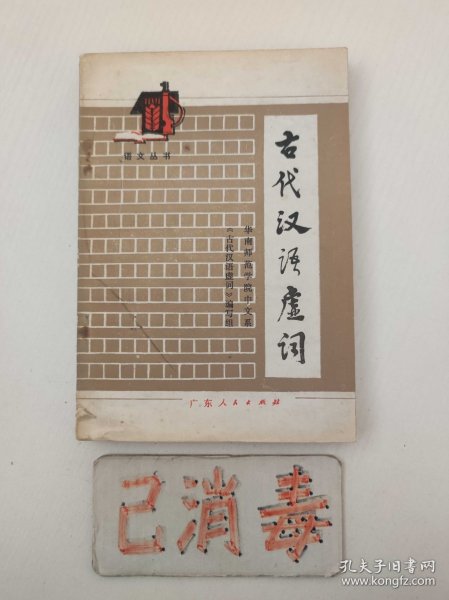 语文丛书
古代汉语虚词
华南师范学院中文系
《古代汉语虚词》编写组
广东人民出版社
已消毒
孔夫子旧书网
www.kongfz.com